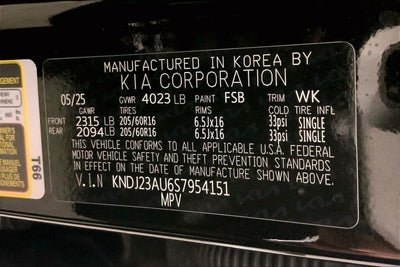 MANUFACTURED IN KOREA BY
KIA CORPORATION
05/25 GVWR 4023 LB PAINT FSB TRIM WK
GAWR TIRES RIMS COLD TIRE INFL
FRONT 2315 LB 205/60R16 6.5Jx16 33psi SINGLE
REAR 2094 LB 205/60R16 6.5Jx16 33psi SINGLE
THIS VEHICLE CONFORMS TO ALL APPLICABLE U.S.A. FEDERAL
MOTOR VEHICLE SAFETY AND THEFT PREVENTION STANDARDS
IN EFFECT ON THE DATE OF MANUFACTURE SHOWN ABOVE.
V.I.N KNDJ23AU6S7954151
MPV
T66